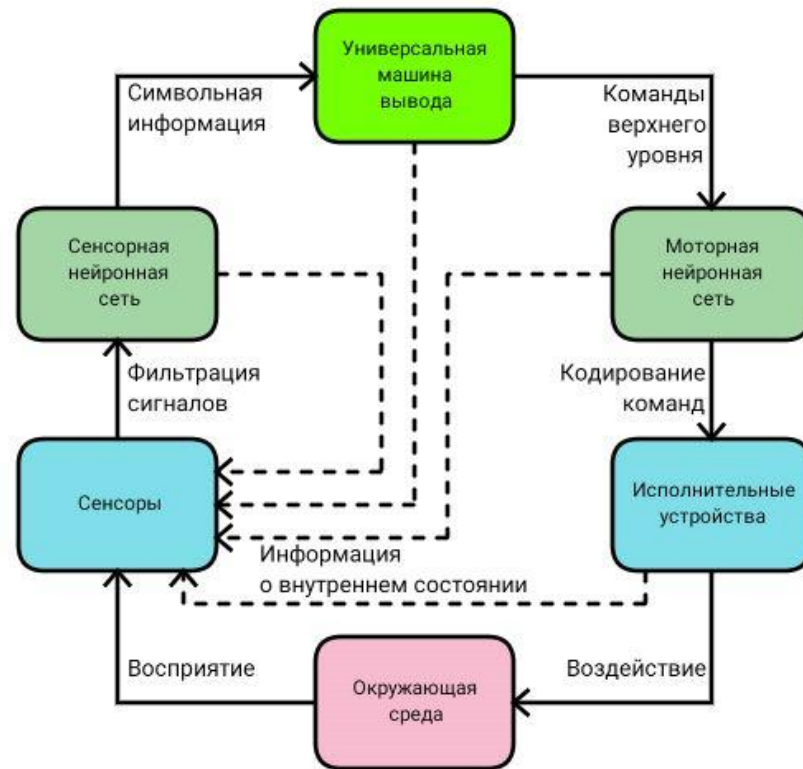 Универсальная
машина
вывода
Символьная
информация
Команды
верхнего
уровня
Сенсорная
нейронная
сеть
Моторная
нейронная
сеть
Фильтрация
сигналов
Кодирование
команд
Сенсоры
Исполнительные
устройства
Информация
о внутреннем состоянии
Восприятие
Воздействие
Окружающая
среда